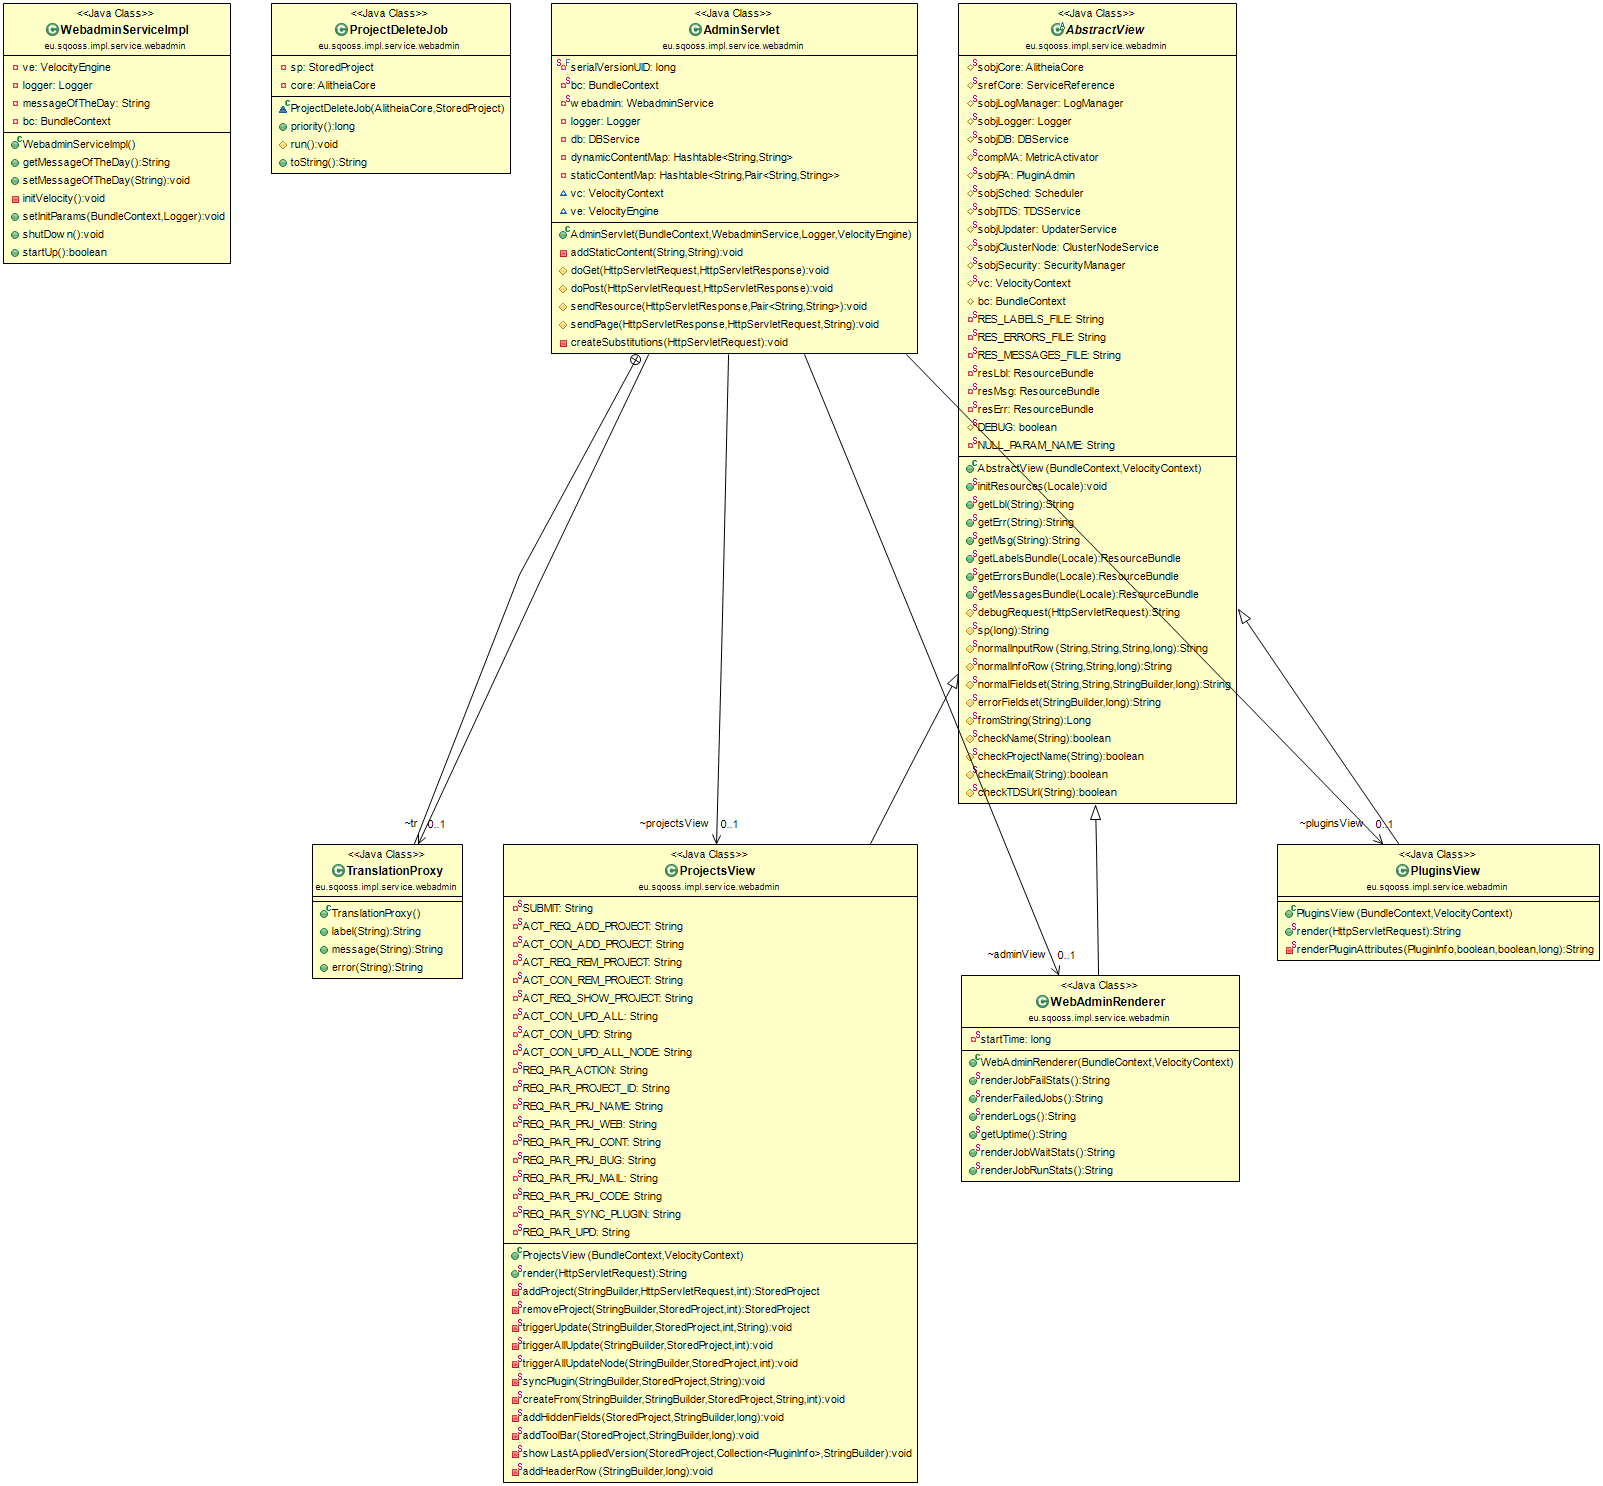 <<Java Class>>
WebadminServiceImpl
eu.sqooss.impl.service.webadmin
ve: VelocityEngine
logger: Logger
messageOfTheDay: String
bc: BundleContext
WebadminServiceImpl()
getMessageOfTheDay():String
setMessageOfTheDay(String):void
initVelocity():void
setInitParams(BundleContext,Logger):void
shutDown():void
startUp():boolean
<<Java Class>>
ProjectDeleteJob
eu.sqooss.impl.service.webadmin
sp: StoredProject
core: AlitheiaCore
ProjectDeleteJob(AlitheiaCore,StoredProject)
priority():long
run():void
toString():String
<<Java Class>>
AdminServlet
eu.sqooss.impl.service.webadmin
serialVersionUID: long
bc: BundleContext
webadmin: WebadminService
logger: Logger
db: DBService
dynamicContentMap: Hashtable<String,String>
staticContentMap: Hashtable<String,Pair<String,String>>
vc: VelocityContext
ve: VelocityEngine
AdminServlet(BundleContext,WebadminService,Logger,VelocityEngine)
addStaticContent(String,String):void
doGet(HttpServletRequest,HttpServletResponse):void
doPost(HttpServletRequest,HttpServletResponse):void
sendResource(HttpServletResponse,Pair<String,String>):void
sendPage(HttpServletResponse,HttpServletRequest,String):void
createSubstitutions(HttpServletRequest):void
<<Java Class>>
AbstractView
eu.sqooss.impl.service.webadmin
sobjCore: AlitheiaCore
srefCore: ServiceReference
sobjLogManager: LogManager
sobjLogger: Logger
sobjDB: DBService
compMA: MetricActivator
sobjPA: PluginAdmin
sobjSched: Scheduler
sobjTDS: TDSService
sobjUpdater: UpdaterService
sobjClusterNode: ClusterNodeService
sobjSecurity: SecurityManager
vc: VelocityContext
bc: BundleContext
RES_LABELS_FILE: String
RES_ERRORS_FILE: String
RES_MESSAGES_FILE: String
resLbl: ResourceBundle
resMsg: ResourceBundle
resErr: ResourceBundle
DEBUG: boolean
NULL_PARAM_NAME: String
AbstractView(BundleContext,VelocityContext)
initResources(Locale):void
getLbl(String):String
getErr(String):String
getMsg(String):String
getLabelsBundle(Locale):ResourceBundle
getErrorsBundle(Locale):ResourceBundle
getMessagesBundle(Locale):ResourceBundle
debugRequest(HttpServletRequest):String
sp(long):String
normalInputRow(String,String,String,long):String
normalInfoRow(String,String,long):String
normalFieldset(String,String,StringBuilder,long):String
errorFieldset(StringBuilder,long):String
fromString(String):Long
checkName(String):boolean
checkProjectName(String):boolean
checkEmail(String):boolean
checkTDSUrl(String):boolean
~tr 0..1
~projectsView 0..1
~adminView 0..1
~pluginsView 0..1
<<Java Class>>
TranslationProxy
eu.sqooss.impl.service.webadmin
TranslationProxy()
label(String):String
message(String):String
error(String):String
<<Java Class>>
ProjectsView
eu.sqooss.impl.service.webadmin
SUBMIT: String
ACT_REQ_ADD_PROJECT: String
ACT_CON_ADD_PROJECT: String
ACT_REQ_REM_PROJECT: String
ACT_CON_REM_PROJECT: String
ACT_REQ_SHOW_PROJECT: String
ACT_CON_UPD_ALL: String
ACT_CON_UPD: String
ACT_CON_UPD_ALL_NODE: String
REQ_PAR_ACTION: String
REQ_PAR_PROJECT_ID: String
REQ_PAR_PRJ_NAME: String
REQ_PAR_PRJ_WEB: String
REQ_PAR_PRJ_CONT: String
REQ_PAR_PRJ_BUG: String
REQ_PAR_PRJ_MAIL: String
REQ_PAR_PRJ_CODE: String
REQ_PAR_SYNC_PLUGIN: String
REQ_PAR_UPD: String
ProjectsView(BundleContext,VelocityContext)
render(HttpServletRequest):String
addProject(StringBuilder,HttpServletRequest,int):StoredProject
removeProject(StringBuilder,StoredProject,int):StoredProject
triggerUpdate(StringBuilder,StoredProject,int,String):void
triggerAllUpdate(StringBuilder,StoredProject,int):void
triggerAllUpdateNode(StringBuilder,StoredProject,int):void
syncPlugin(StringBuilder,StoredProject,String):void
createFrom(StringBuilder,StringBuilder,StoredProject,String,int):void
addHiddenFields(StoredProject,StringBuilder,long):void
addToolBar(StoredProject,StringBuilder,long):void
showLastAppliedVersion(StoredProject,Collection<PluginInfo>,StringBuilder):void
addHeaderRow(StringBuilder,long):void
<<Java Class>>
WebAdminRenderer
eu.sqooss.impl.service.webadmin
startTime: long
WebAdminRenderer(BundleContext,VelocityContext)
renderJobFailStats():String
renderFailedJobs():String
renderLogs():String
getUptime():String
renderJobWaitStats():String
renderJobRunStats():String
<<Java Class>>
PluginsView
eu.sqooss.impl.service.webadmin
PluginsView(BundleContext,VelocityContext)
render(HttpServletRequest):String
renderPluginAttributes(PluginInfo,boolean,boolean,long):String